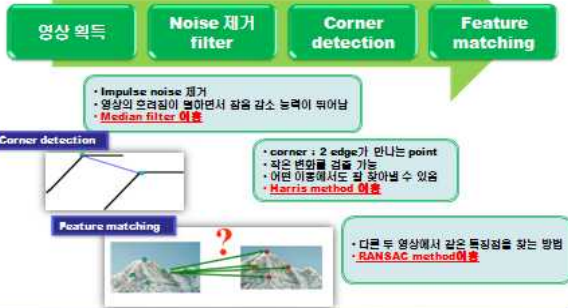 영상 획득
Noise 제거
filter
Corner
detection
Feature
matching
• Impulse noise 제거
• 영상의 흐려짐이 덜하면서 잡음 감소 능력이 뛰어남
• Median filter 이용
Corner detection
• corner : 2 edge가 만나는 point
• 작은 변화를 검출 가능
• 어떤 이동에서도 잘 찾아낼 수 있음
• Harris method 이용
Feature matching
?
• 다른 두 영상에서 같은 특징점을 찾는 방법
• RANSAC method이용